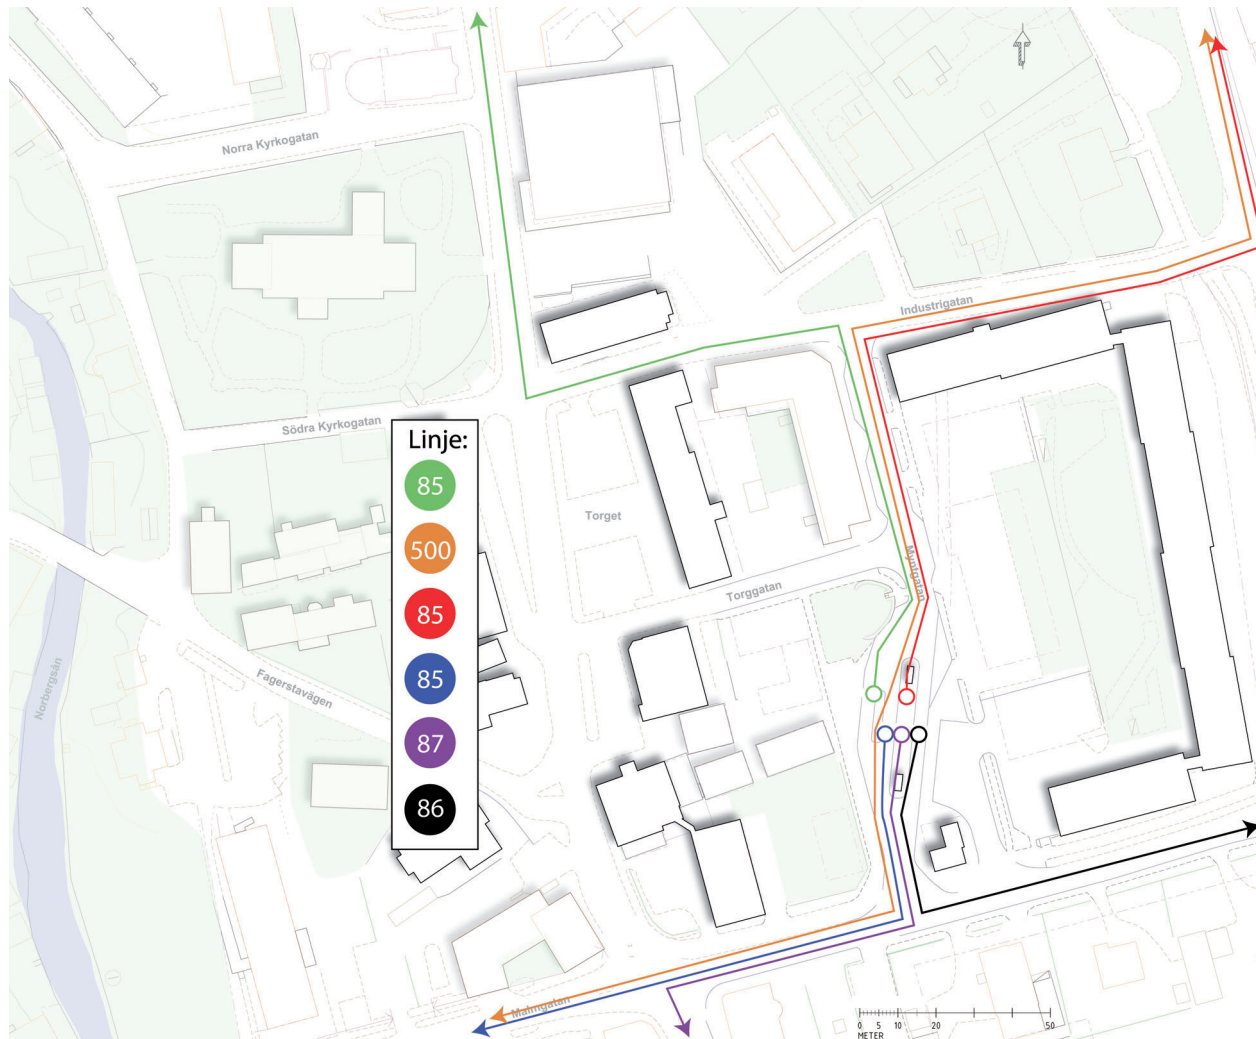 Norra Kyrkogatan
Industrigatan
Södra Kyrkogatan
Linje:
85
500
85
85
87
86
Torget
Myntgatan
Torggatan
Norbergsån
Fagerstavägen
Malmgatan
0 5 10 20 50
METER